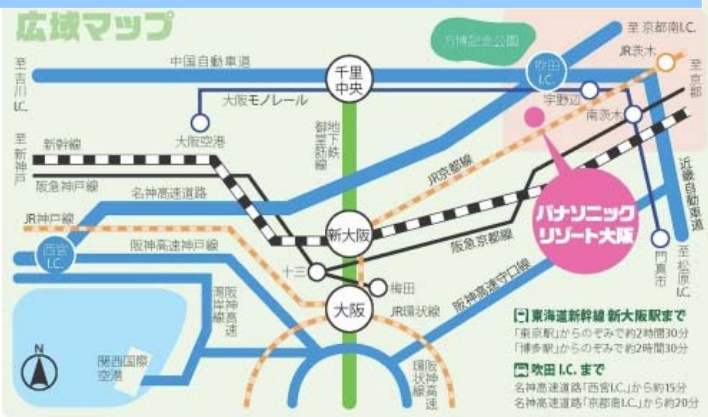 広域マップ
万博記念公園
至京都南I.C.
JR茨木
至京都
至吉川I.C.
中国自動車道
千里中央
吹田I.C.
宇野辺
南茨木
大阪モノレール
大阪空港
地下鉄御堂筋線
至新神戸
新幹線
阪急神戸線
名神高速道路
JR京都線
近畿自動車道
JR神戸線
新大阪
パナソニック
リゾート大阪
西宮I.C.
阪神高速神戸線
阪急京都線
十三
梅田
門真市
至松原I.C.
大阪
JR環状線
阪神高速守口線
阪神高速湾岸線
関西国際空港
N
阪神高速環状線
東海道新幹線 新大阪駅まで
「東京駅」からのぞみで約2時間30分
「博多駅」からのぞみで約2時間30分
吹田 I.C. まで
名神高速道路「西宮I.C.」から約15分
名神高速道路「京都南I.C.」から約20分